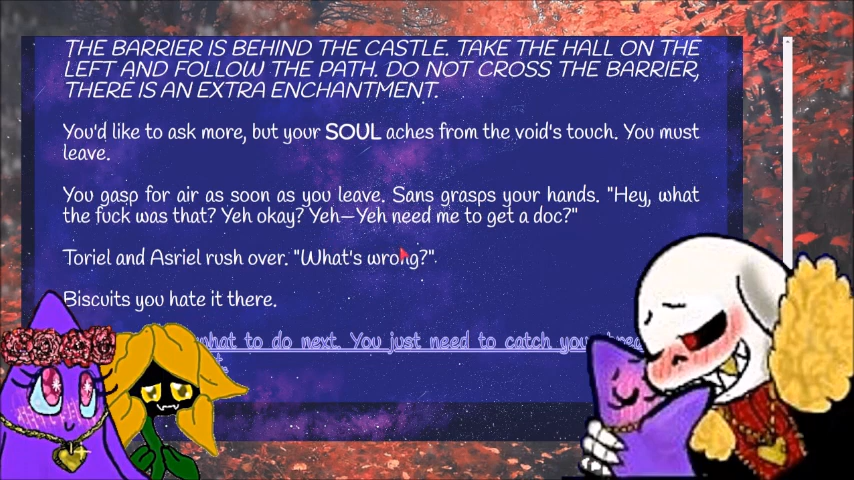 THE BARRIER IS BEHIND THE CASTLE. TAKE THE HALL ON THE
LEFT AND FOLLOW THE PATH. DO NOT CROSS THE BARRIER,
THERE IS AN EXTRA ENCHANTMENT.
You'd like to ask more, but your SOUL aches from the void's touch. You must
leave.
You gasp for air as soon as you leave. Sans grasps your hands. "Hey, what
the fuck was that? Yeh okay? Yeh—Yeh need me to get a doc?"
Toriel and Asriel rush over. "What's wrong?"
Biscuits you hate it there.
what to do next. You just need to catch